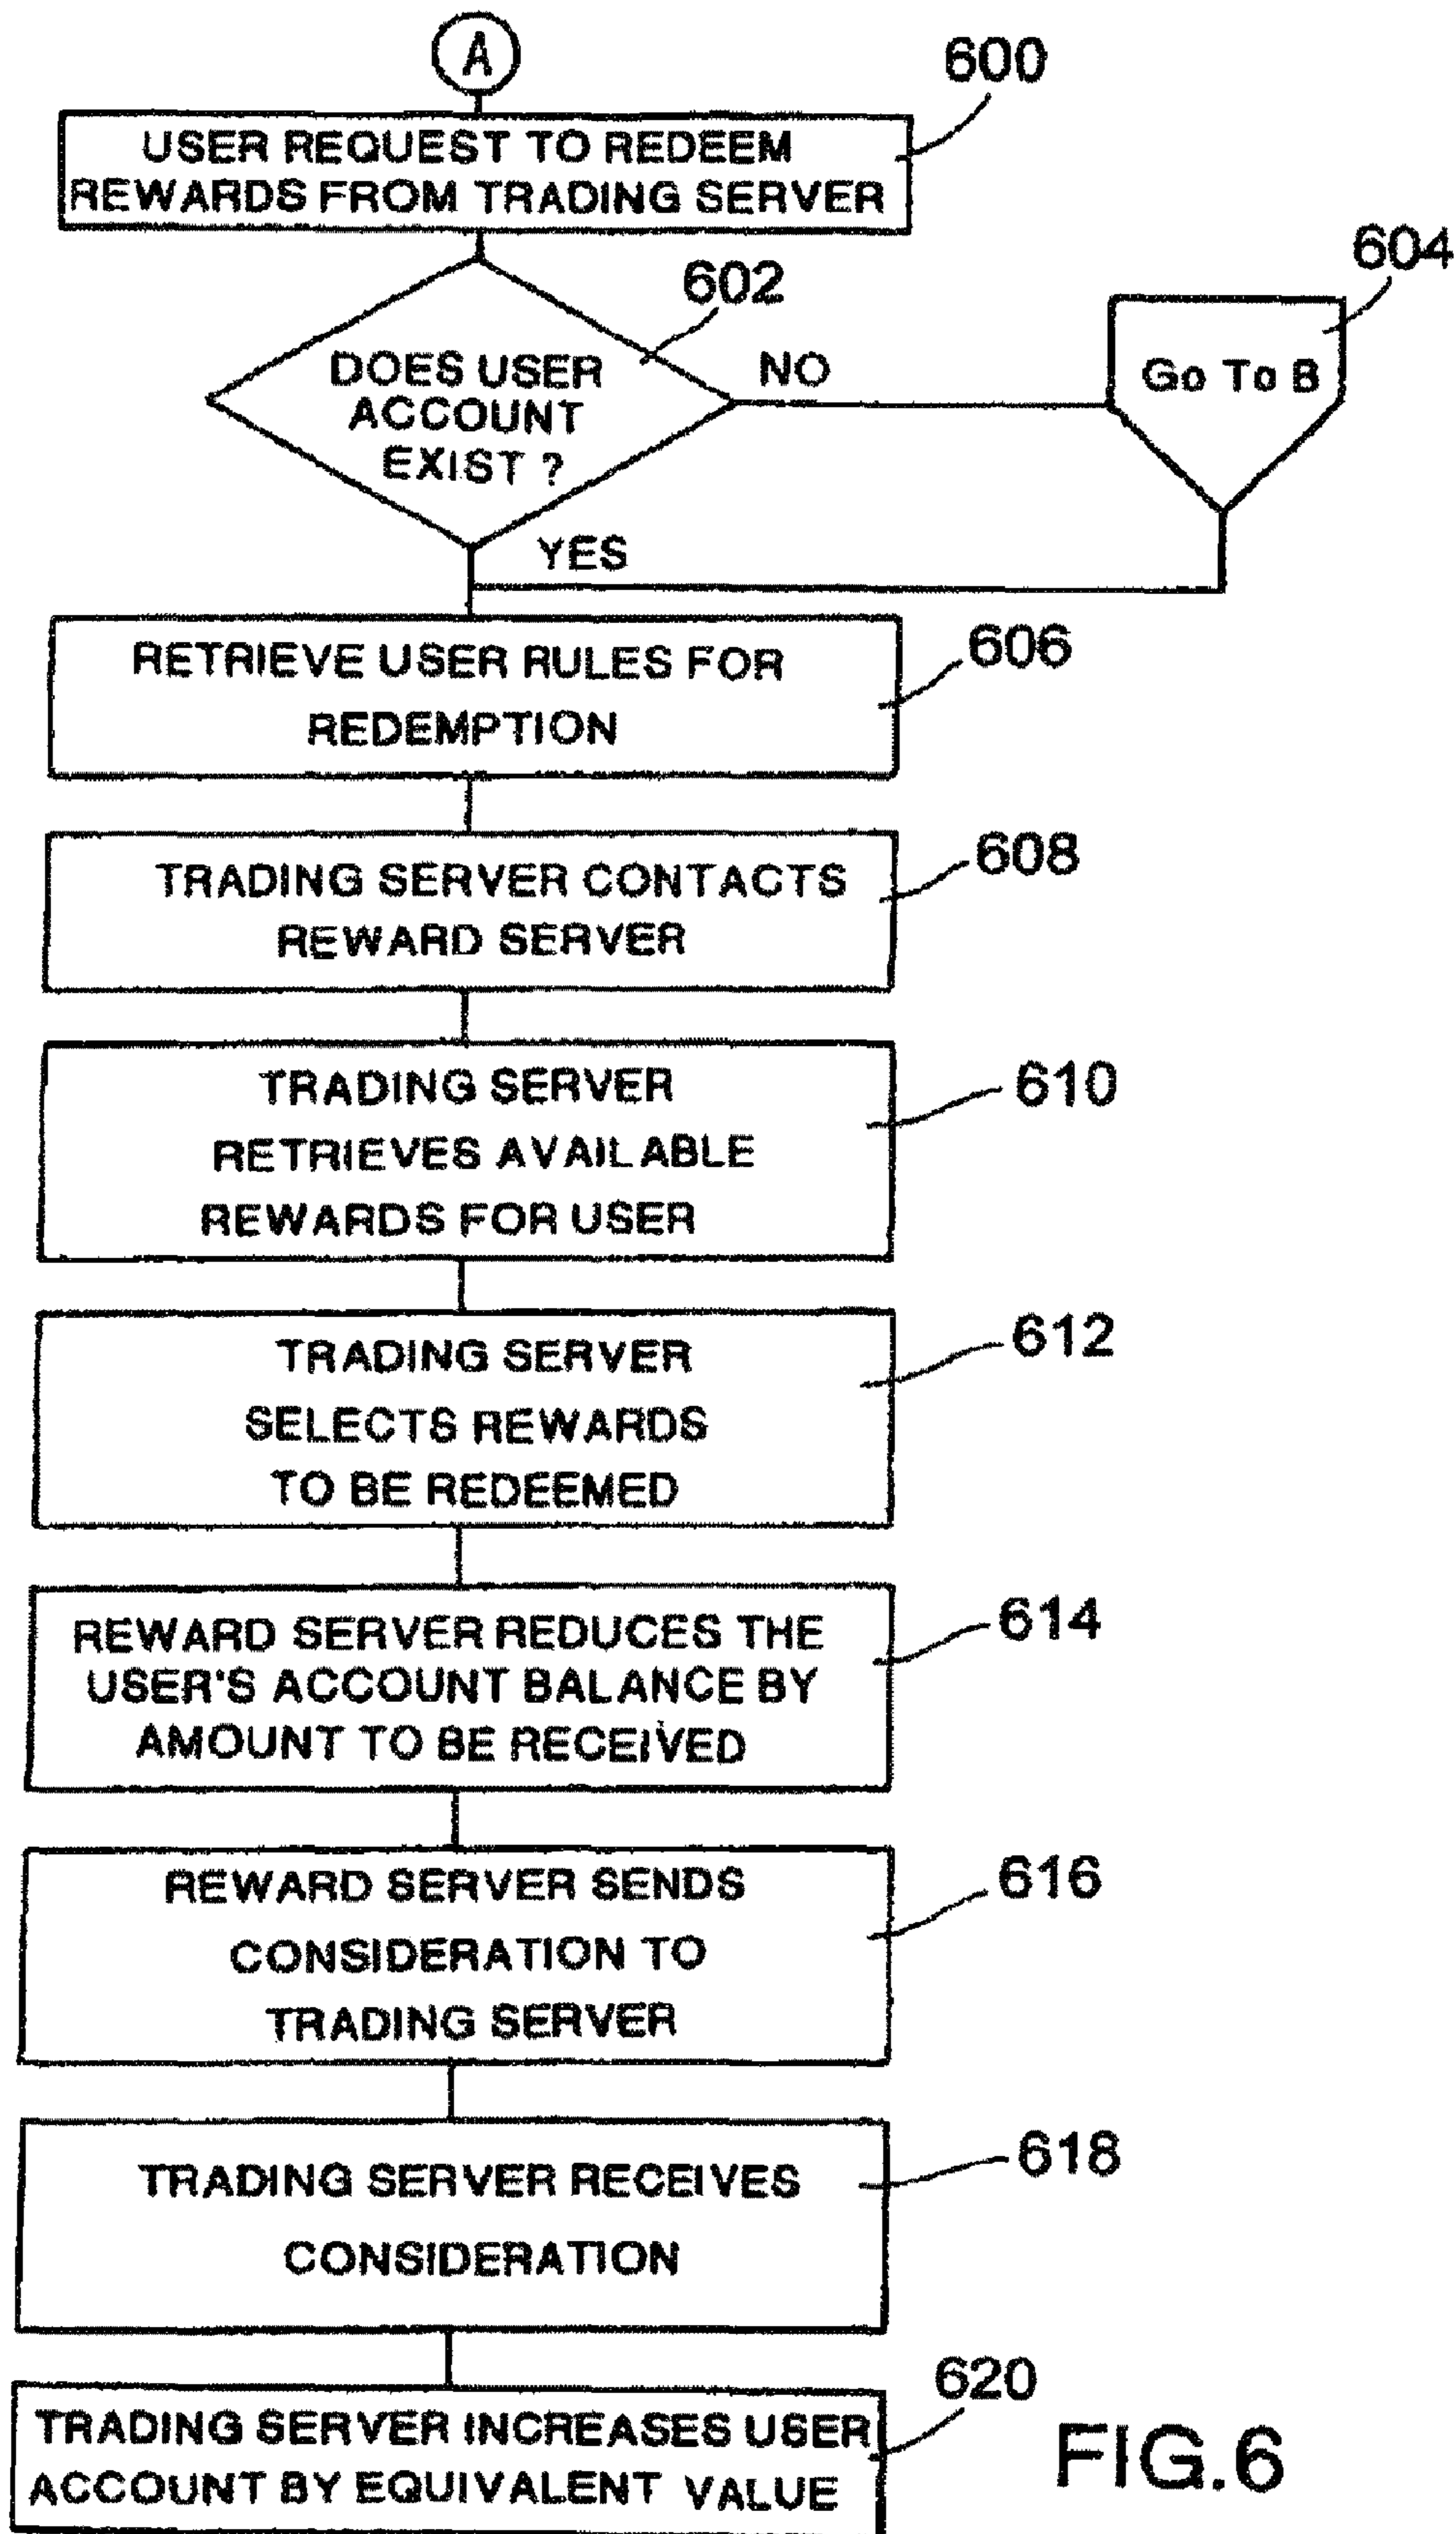 A
600
USER REQUEST TO REDEEM
REWARDS FROM TRADING SERVER
602
604
DOES USER
ACCOUNT
EXIST ?
NO
Go To B
YES
RETRIEVE USER RULES FOR
REDEMPTION
606
TRADING SERVER CONTACTS
REWARD SERVER
608
TRADING SERVER
RETRIEVES AVAILABLE
REWARDS FOR USER
610
TRADING SERVER
SELECTS REWARDS
TO BE REDEEMED
612
REWARD SERVER REDUCES THE
USER'S ACCOUNT BALANCE BY
AMOUNT TO BE RECEIVED
614
REWARD SERVER SENDS
CONSIDERATION TO
TRADING SERVER
616
TRADING SERVER RECEIVES
CONSIDERATION
618
TRADING SERVER INCREASES USER
ACCOUNT BY EQUIVALENT VALUE
620
FIG.6